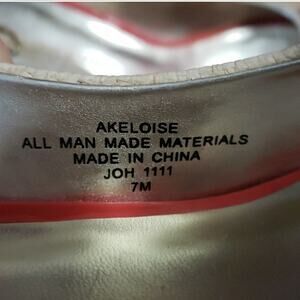 AKELOISE
ALL MAN MADE MATERIALS
MADE IN CHINA
JOH 1111
7M